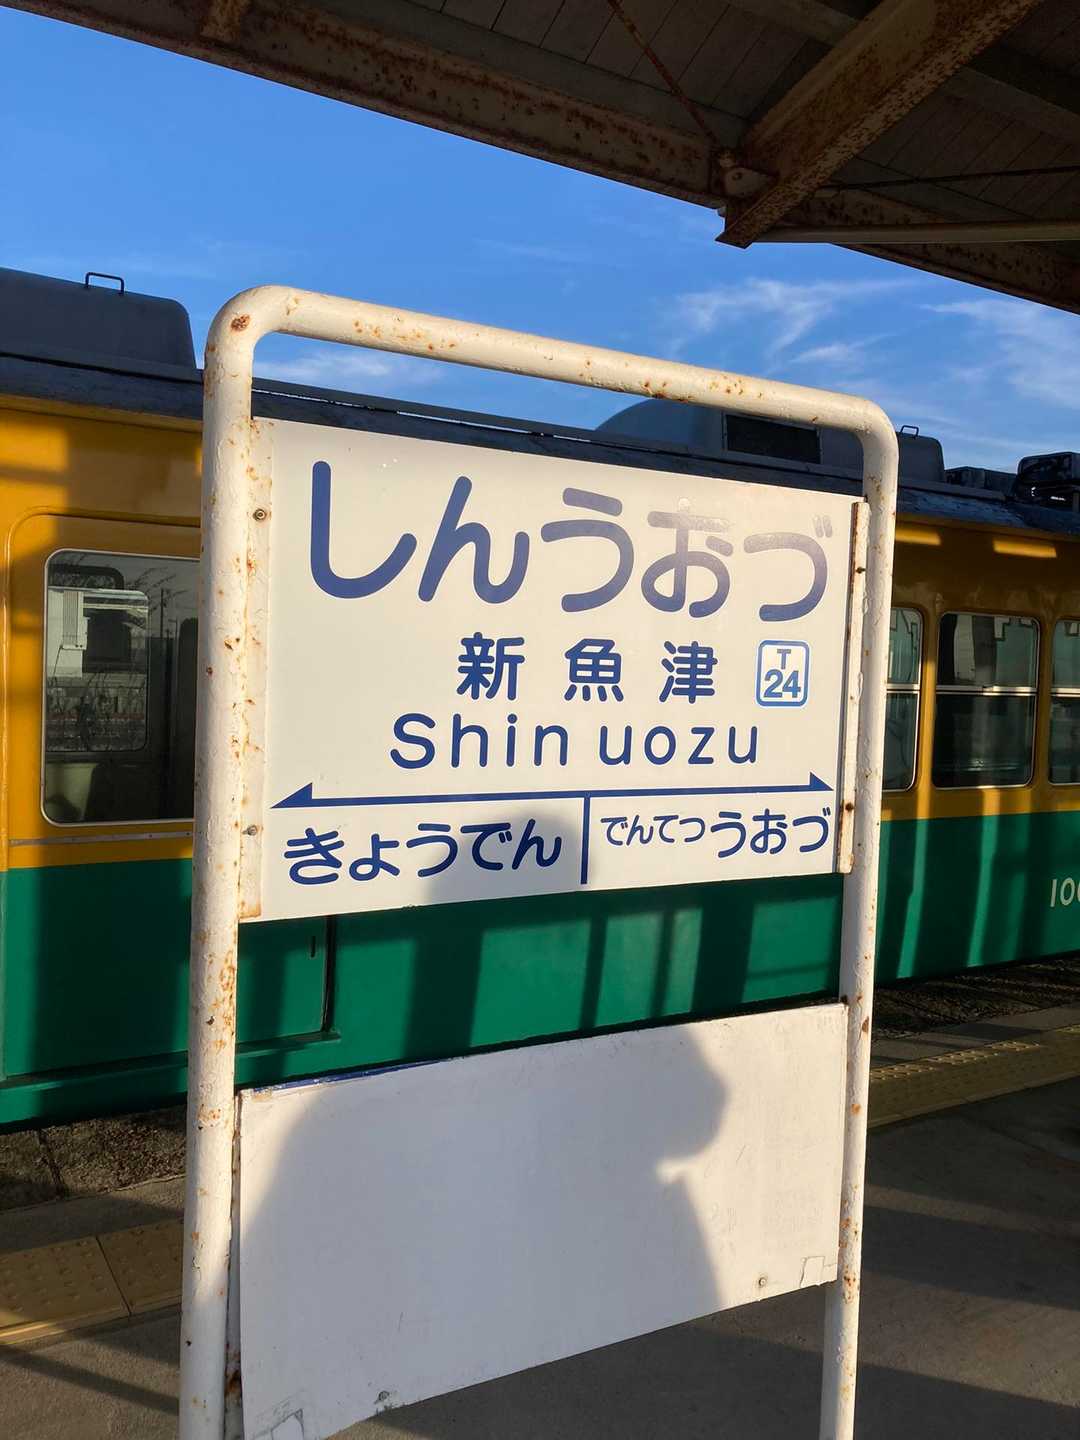 しんうおづ
新魚津
T
24
Shin uozu
きょうでん
でんてつうおづ